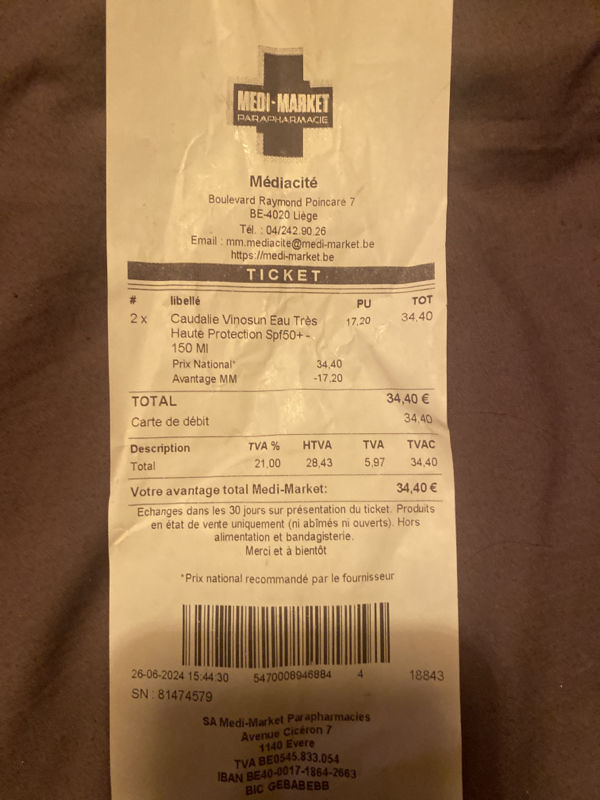 MEDI-MARKET
PARAPHARMACIE
Médiacité
Boulevard Raymond Poincaré 7
BE-4020 Liège
Tél. : 04/242.90.26
Email : mm.mediacite@medi-market.be
https://medi-market.be
TICKET
# libellé PU TOT
2 x Caudalie Vinosun Eau Très 17,20 34,40
Haute Protection Spf50+ -
150 Ml
Prix National* 34,40
Avantage MM -17,20
TOTAL 34,40 €
Carte de débit 34,40
Description TVA % HTVA TVA TVAC
Total 21,00 28,43 5,97 34,40
Votre avantage total Medi-Market: 34,40 €
Echanges dans les 30 jours sur présentation du ticket. Produits
en état de vente uniquement (ni abîmés ni ouverts). Hors
alimentation et bandagisterie.
Merci et à bientôt
*Prix national recommandé par le fournisseur
26-06-2024 15:44:30 5470008946884 4 18843
SN : 81474579
SA Medi-Market Parapharmacies
Avenue Cicéron 7
1140 Evere
TVA BE0545.833.054
IBAN BE40-0017-1864-2663
BIC GEBABEBB